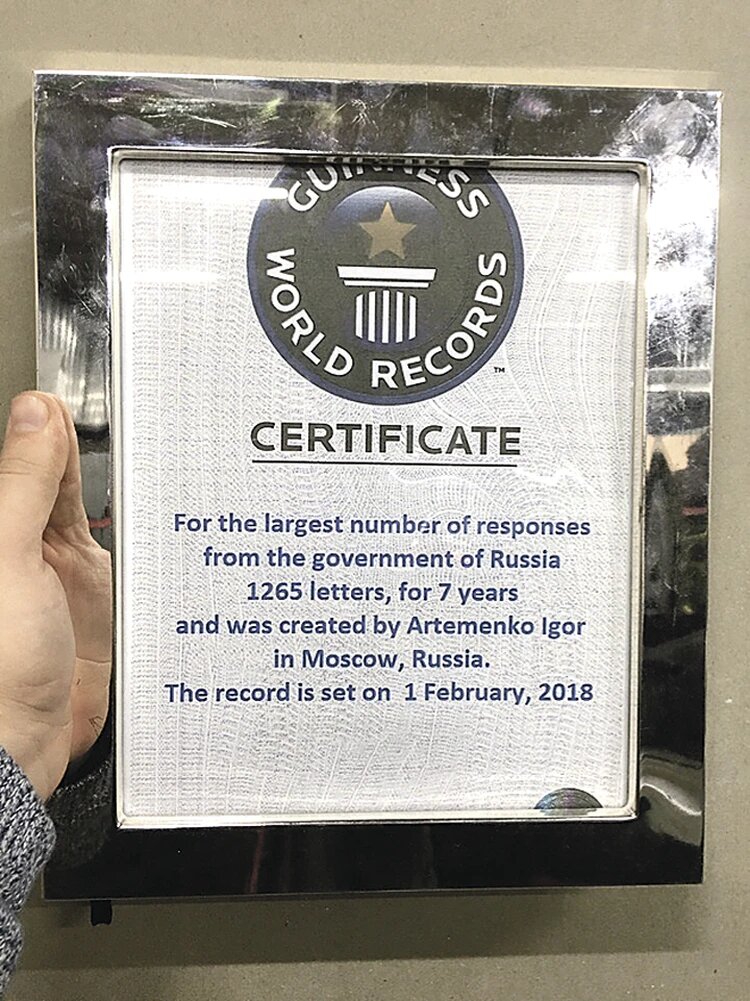 GUINNESS
WORLD RECORDS
™
CERTIFICATE
For the largest number of responses
from the government of Russia
1265 letters, for 7 years
and was created by Artemenko Igor
in Moscow, Russia.
The record is set on 1 February, 2018